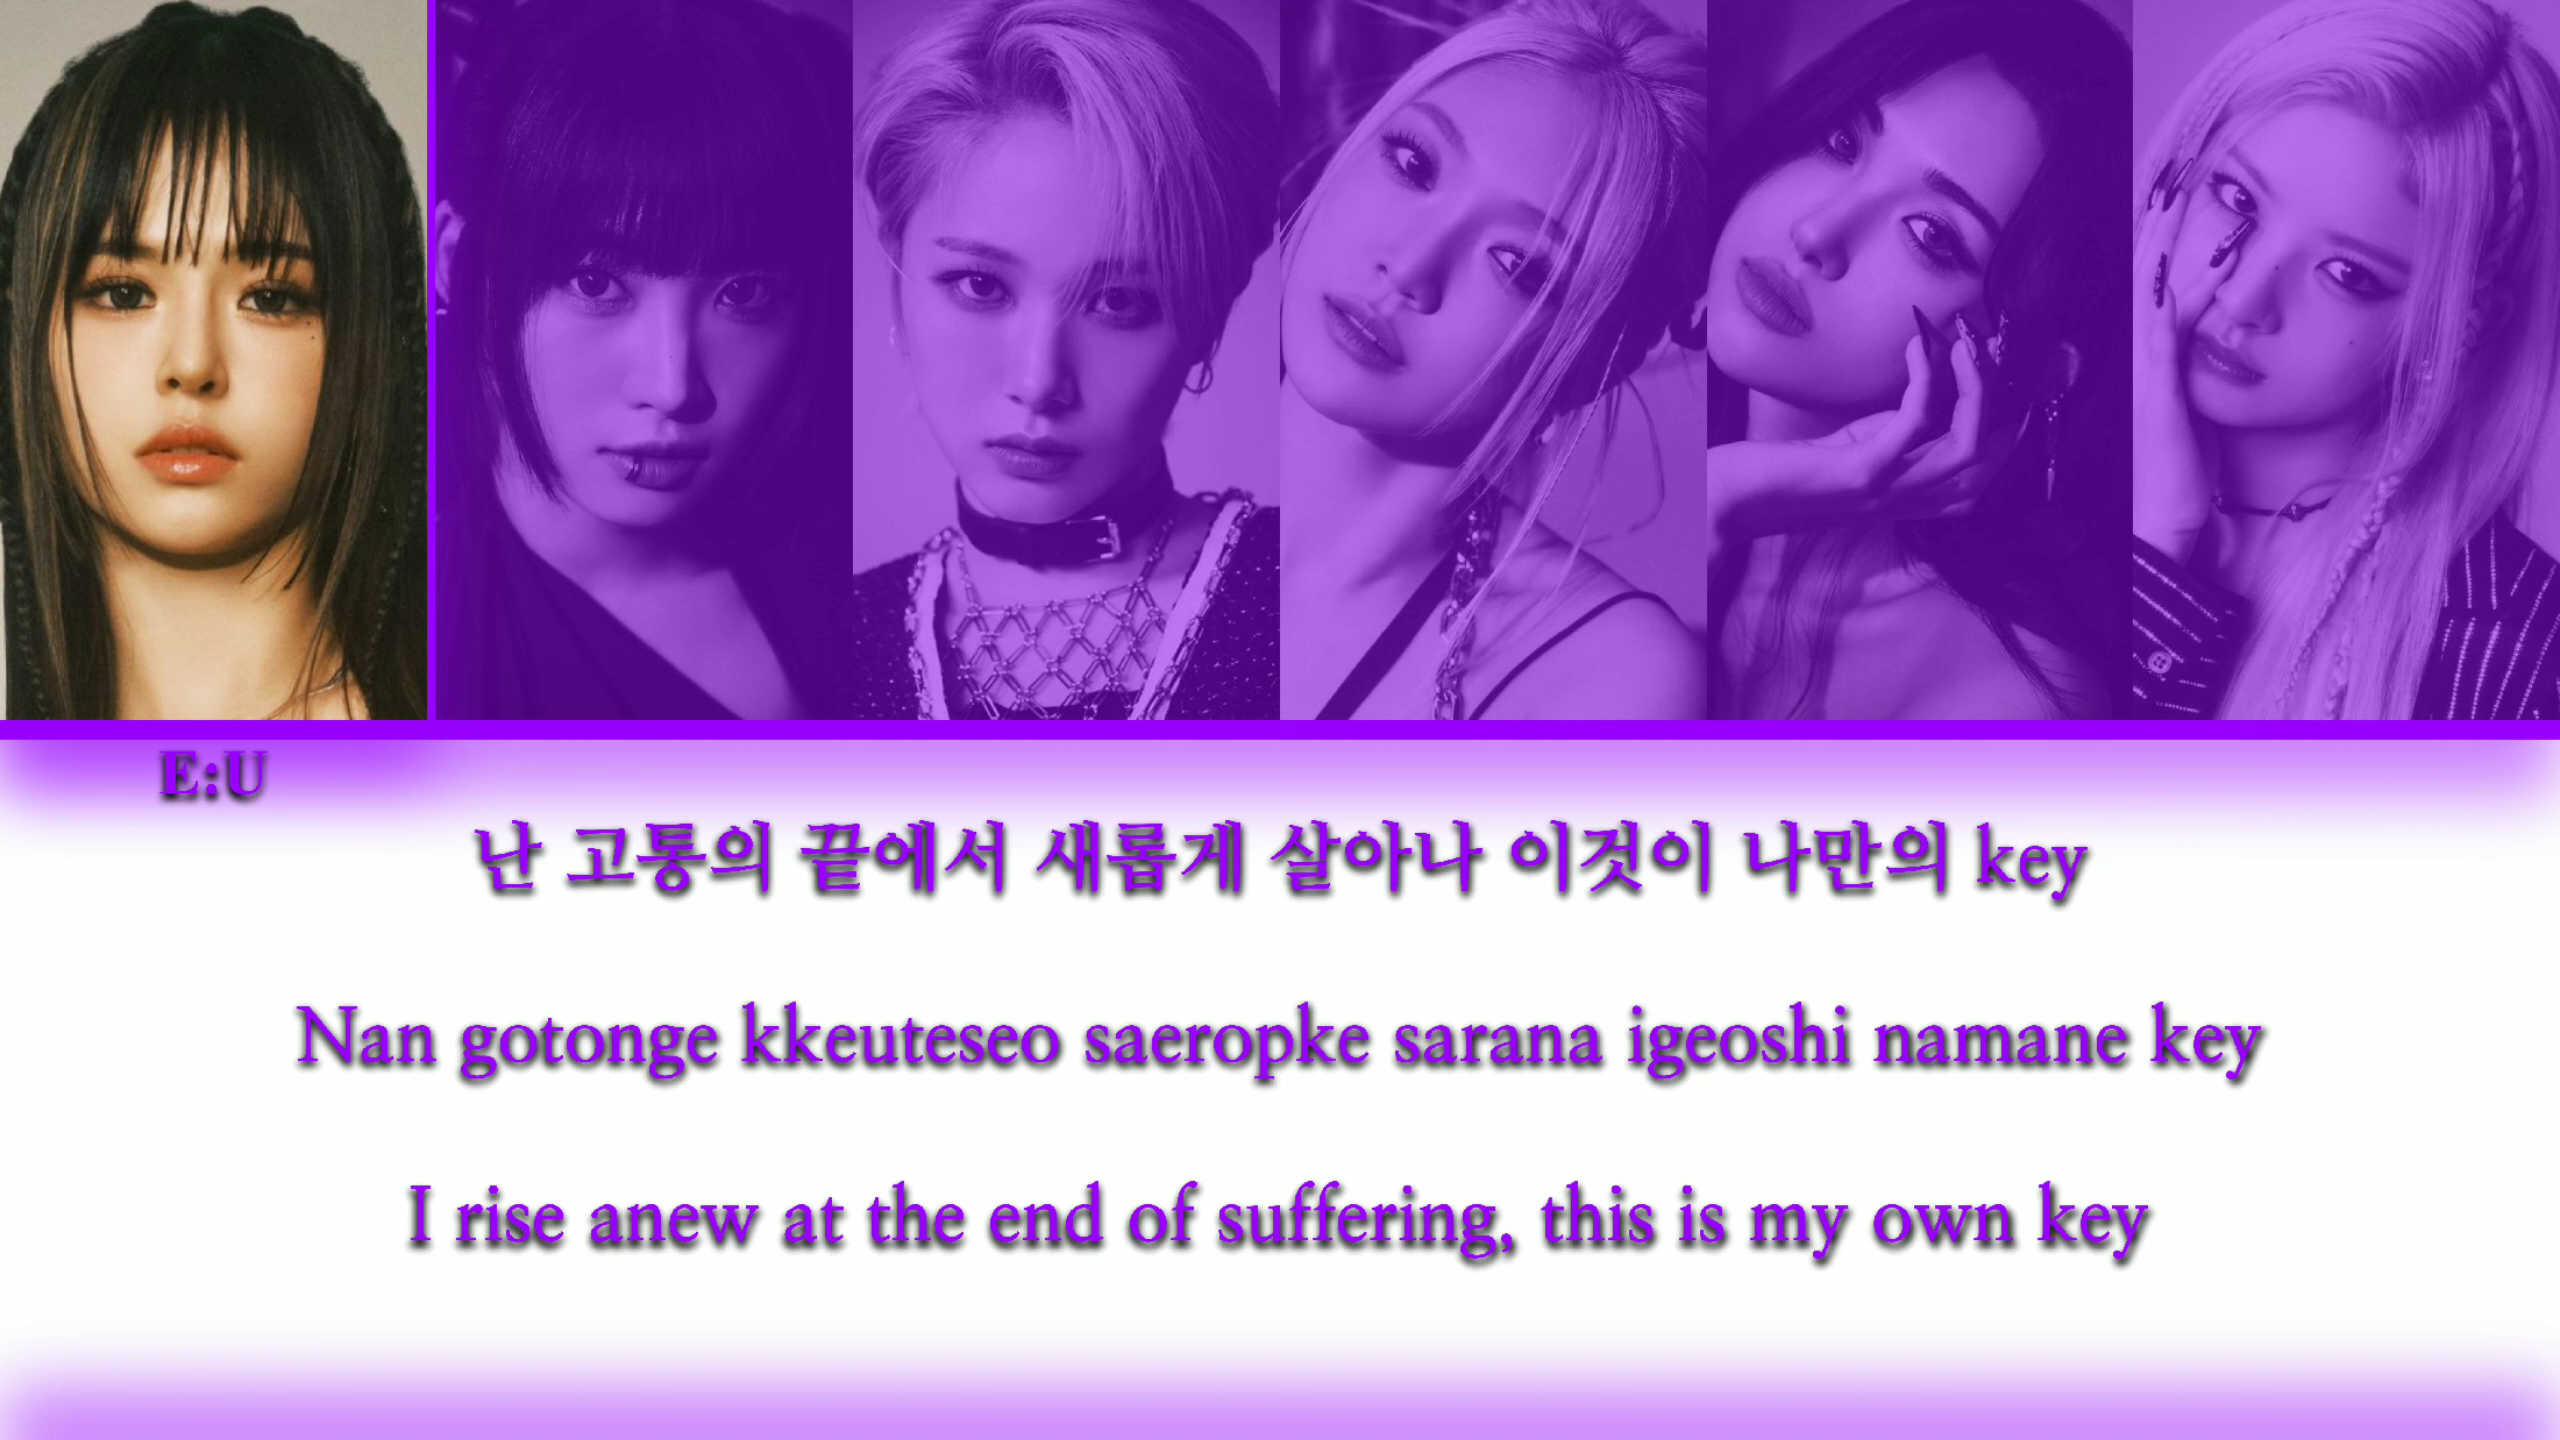 E:U
난 고통의 끝에서 새롭게 살아나 이것이 나만의 key
Nan gotonge kkeuteseo saeropke sarana igeoshi namane key
I rise anew at the end of suffering, this is my own key